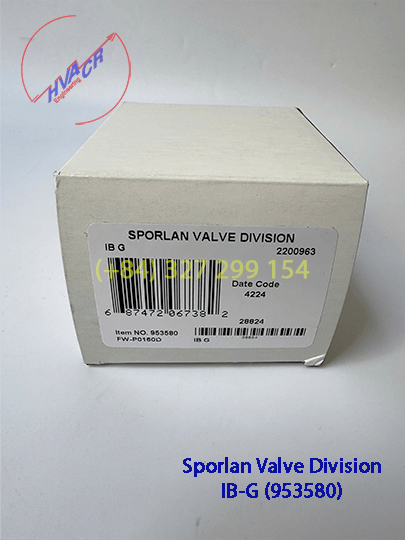 HVACR
Engineering
SPORLAN VALVE DIVISION
IB G
2200963
(+84) 327 299 154
Date Code
4224
6 87472 06738 2
28824
Item NO. 953580
FW-P0160D
IB G
Sporlan Valve Division
IB-G (953580)